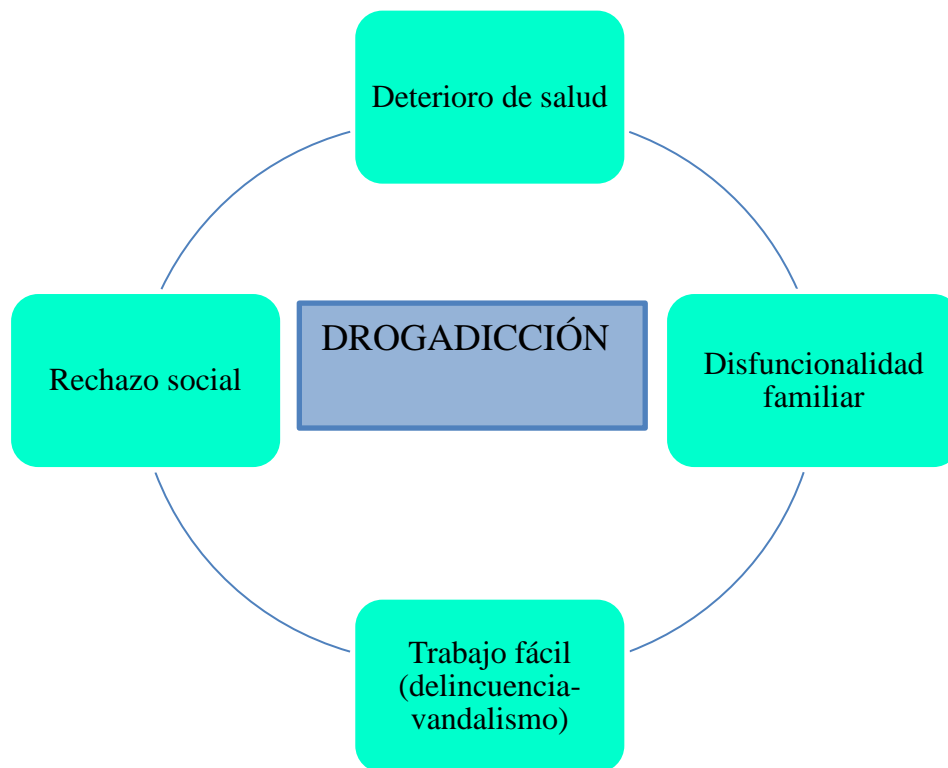 Deterioro de salud
DROGADICCIÓN
Rechazo social
Disfuncionalidad
familiar
Trabajo fácil
(delincuencia-
vandalismo)